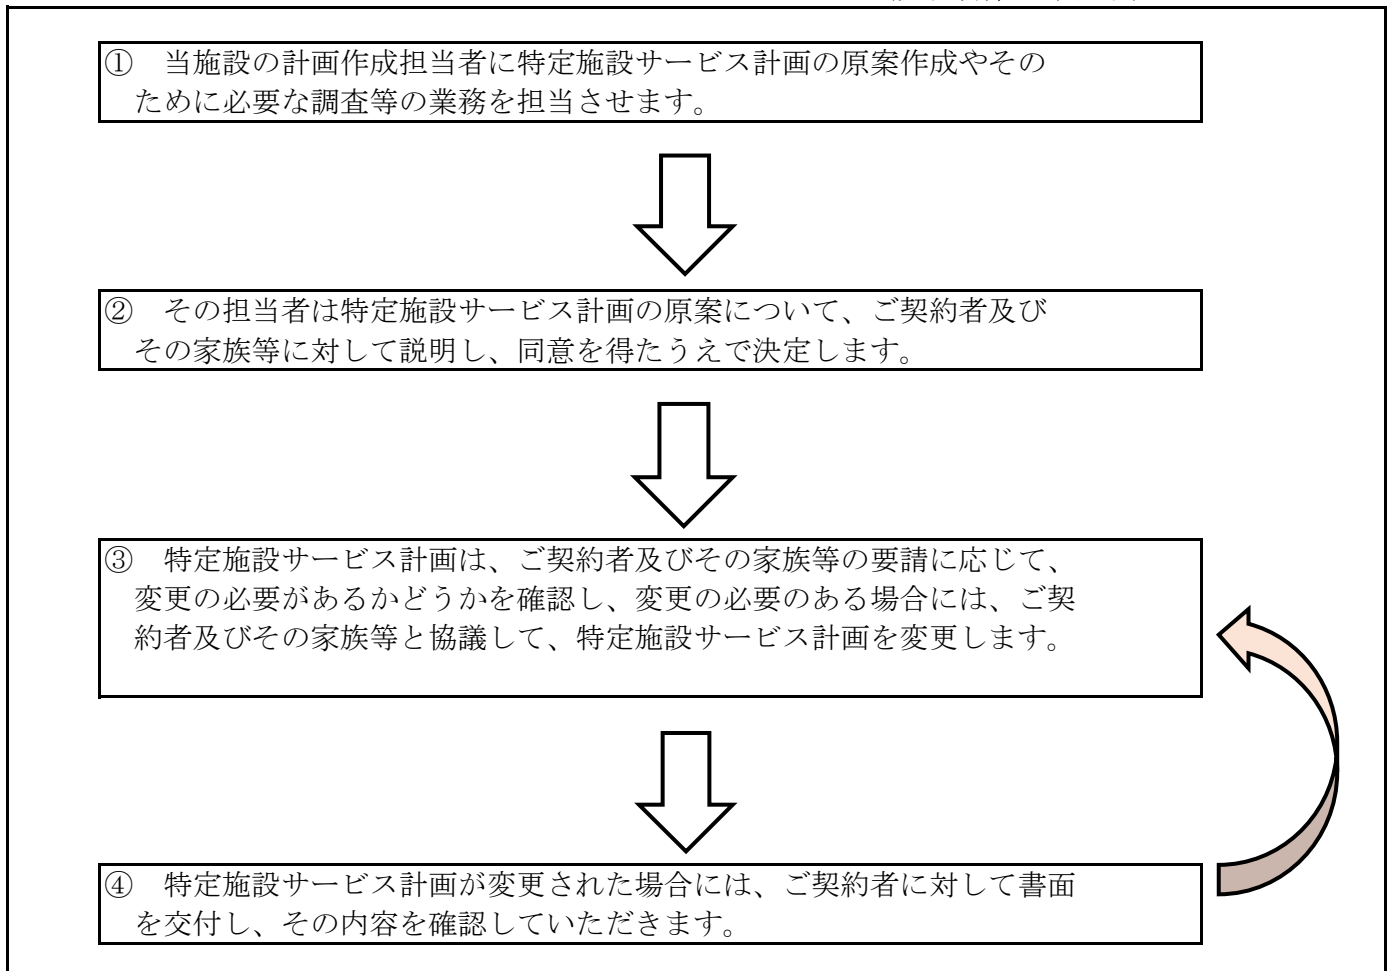 ① 当施設の計画作成担当者に特定施設サービス計画の原案作成やその
ために必要な調査等の業務を担当させます。
② その担当者は特定施設サービス計画の原案について、ご契約者及び
その家族等に対して説明し、同意を得たうえで決定します。
③ 特定施設サービス計画は、ご契約者及びその家族等の要請に応じて、
変更の必要があるかどうかを確認し、変更の必要のある場合には、ご契
約者及びその家族等と協議して、特定施設サービス計画を変更します。
④ 特定施設サービス計画が変更された場合には、ご契約者に対して書面
を交付し、その内容を確認していただきます。